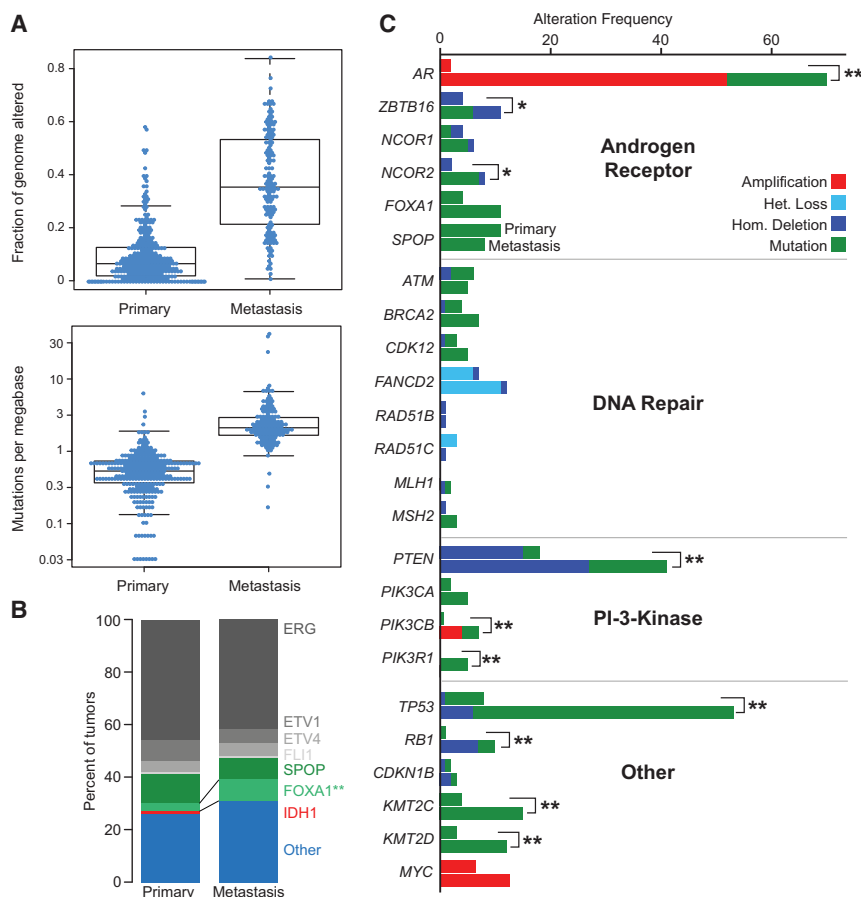 A
Fraction of genome altered
0.8
0.6
0.4
0.2
0
Primary
Metastasis
Mutations per megabase
30
10
3
1
0.3
0.1
0.03
Primary
Metastasis
B
Percent of tumors
100
80
60
40
20
0
ERG
ETV1
ETV4
FLI1
SPOP
FOXA1**
IDH1
Other
Primary
Metastasis
C
Alteration Frequency
0 20 40 60
AR **
ZBTB16 *
NCOR1
NCOR2 *
FOXA1
SPOP
Primary
Metastasis
Androgen
Receptor
Amplification
Het. Loss
Hom. Deletion
Mutation
ATM
BRCA2
CDK12
FANCD2
RAD51B
RAD51C
MLH1
MSH2
DNA Repair
PTEN **
PIK3CA
PIK3CB **
PIK3R1 **
PI-3-Kinase
TP53 **
RB1 **
CDKN1B
KMT2C **
KMT2D **
MYC
Other